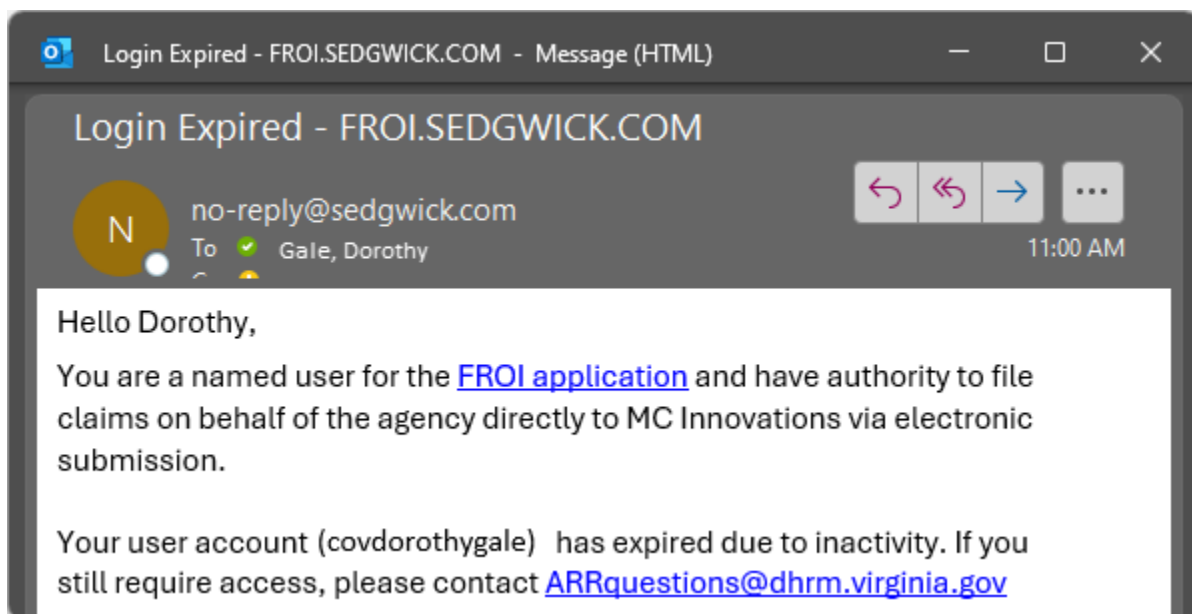 Login Expired - FROI.SEDGWICK.COM - Message (HTML)
Login Expired - FROI.SEDGWICK.COM
N
no-reply@sedgwick.com
To Gale, Dorothy
11:00 AM
Hello Dorothy,
You are a named user for the FROI application and have authority to file
claims on behalf of the agency directly to MC Innovations via electronic
submission.
Your user account (covdorothygale) has expired due to inactivity. If you
still require access, please contact ARRquestions@dhrm.virginia.gov